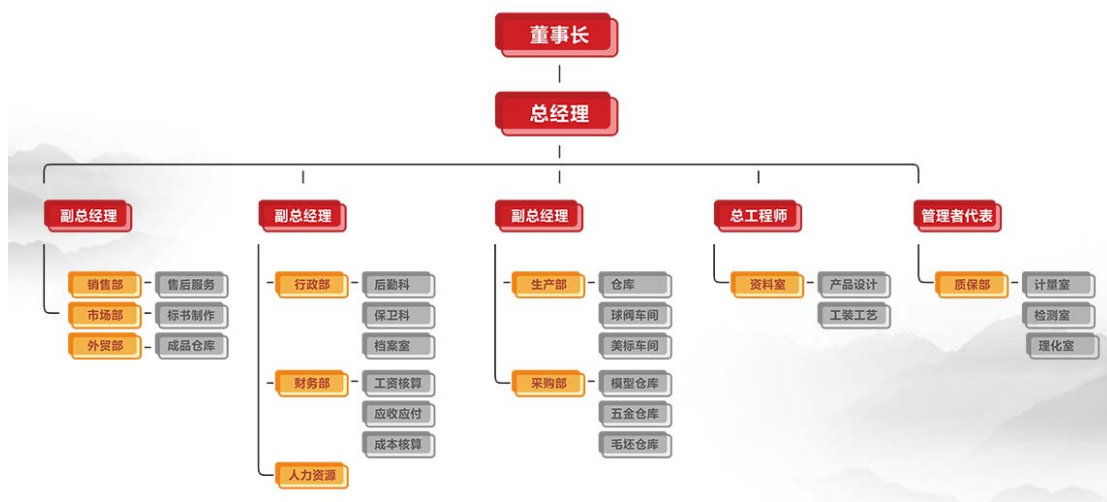 董事长
总经理
副总经理
副总经理
副总经理
总工程师
管理者代表
销售部
售后服务
市场部
标书制作
外贸部
成品仓库
行政部
后勤科
保卫科
档案室
财务部
工资核算
应收应付
成本核算
人力资源
生产部
仓库
球阀车间
美标车间
采购部
模型仓库
五金仓库
毛坯仓库
资料室
产品设计
工装工艺
质保部
计量室
检测室
理化室